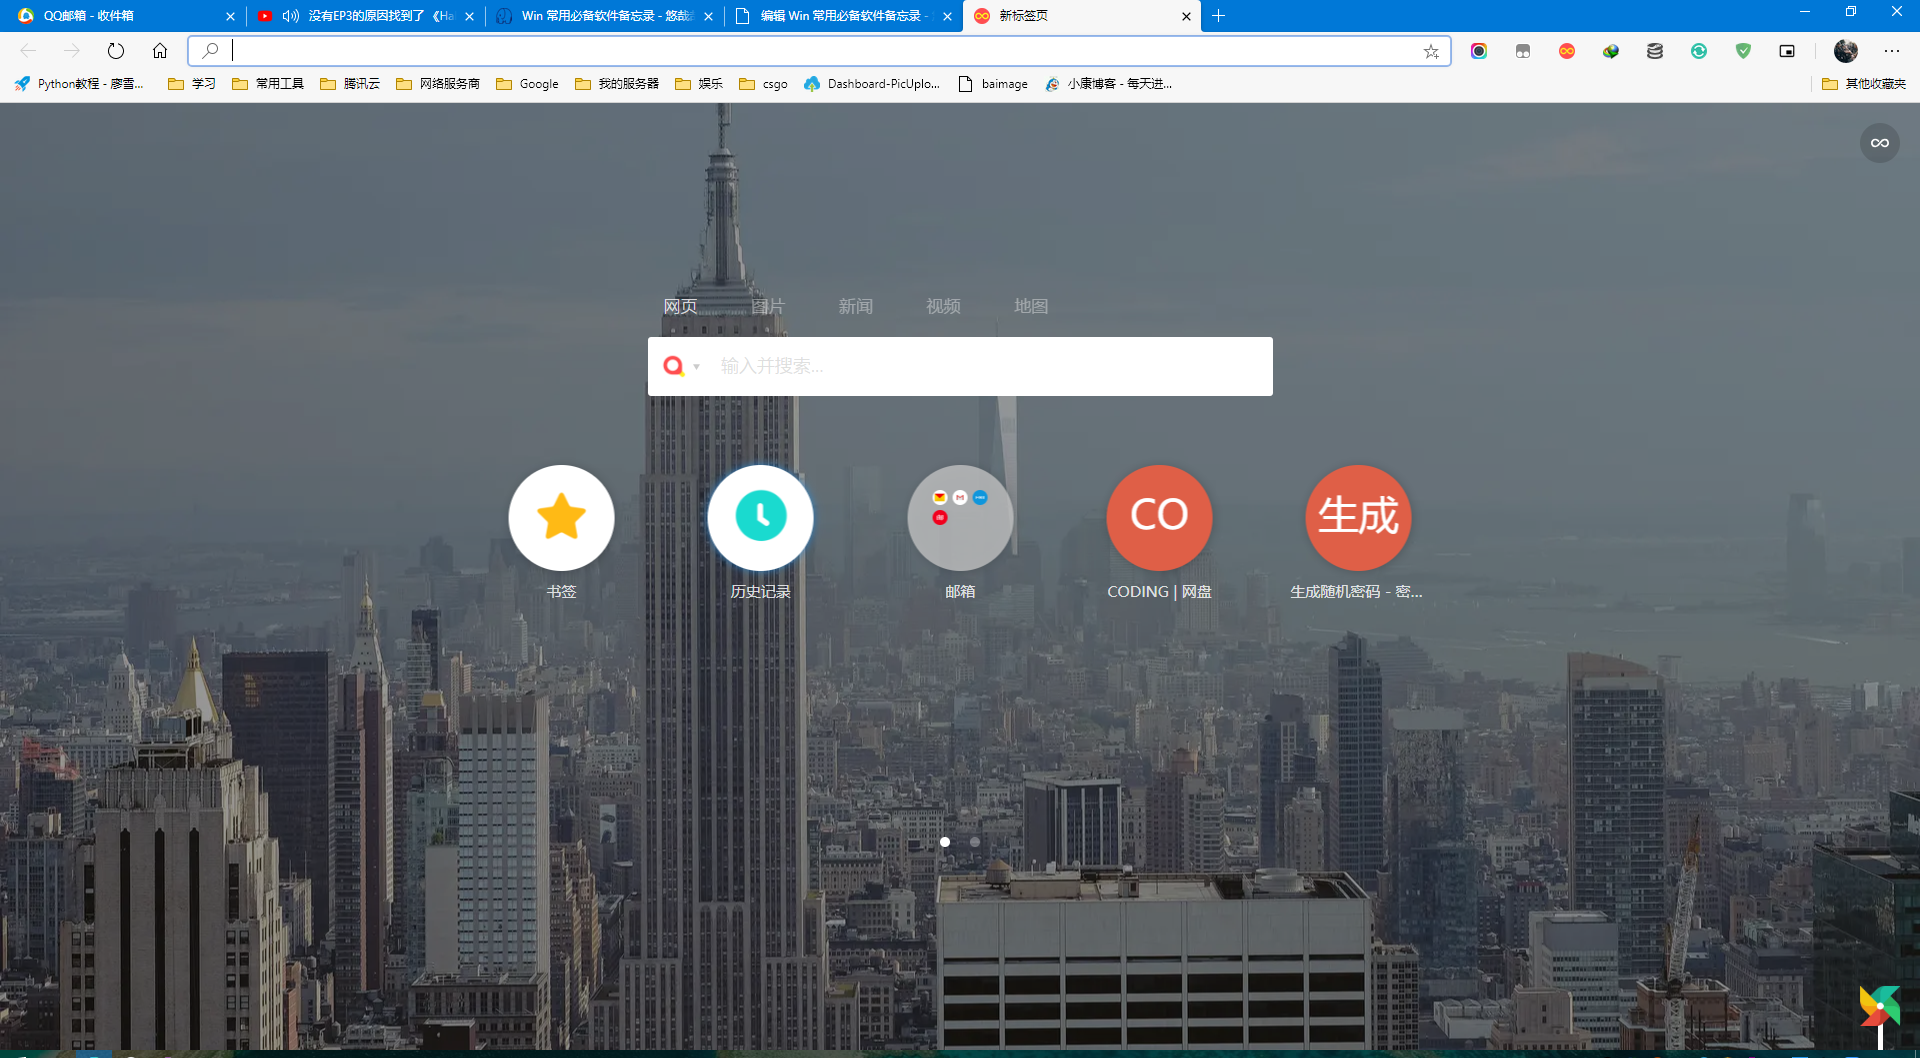 QQ邮箱 - 收件箱
没有EP3的原因找到了 《Ha
Win 常用必备软件备忘录 - 悠哉
编辑 Win 常用必备软件备忘录 -
新标签页
Python教程 - 廖雪...
学习
常用工具
腾讯云
网络服务商
Google
我的服务器
娱乐
csgo
Dashboard-PicUplo...
baimage
小康博客 - 每天进...
其他收藏夹
网页
图片
新闻
视频
地图
输入并搜索...
CO
生成
书签
历史记录
邮箱
CODING | 网盘
生成随机密码 - 密...